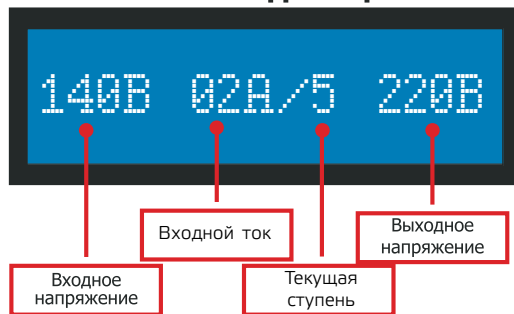 140В 02А/5 220В
Входной ток
Выходное
напряжение
Входное
напряжение
Текущая
ступень